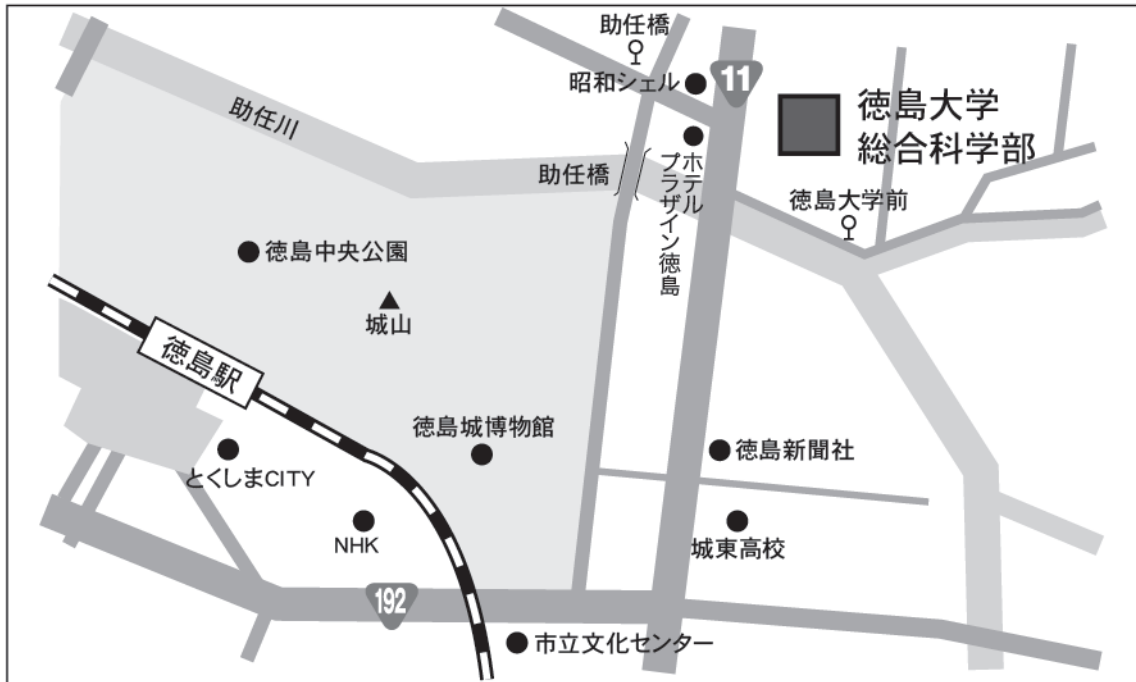 助任橋
昭和シェル
11
徳島大学
総合科学部
助任川
助任橋
ホテル
プラザイン徳島
徳島大学前
徳島中央公園
城山
徳島駅
徳島城博物館
徳島新聞社
とくしまCITY
NHK
城東高校
192
市立文化センター